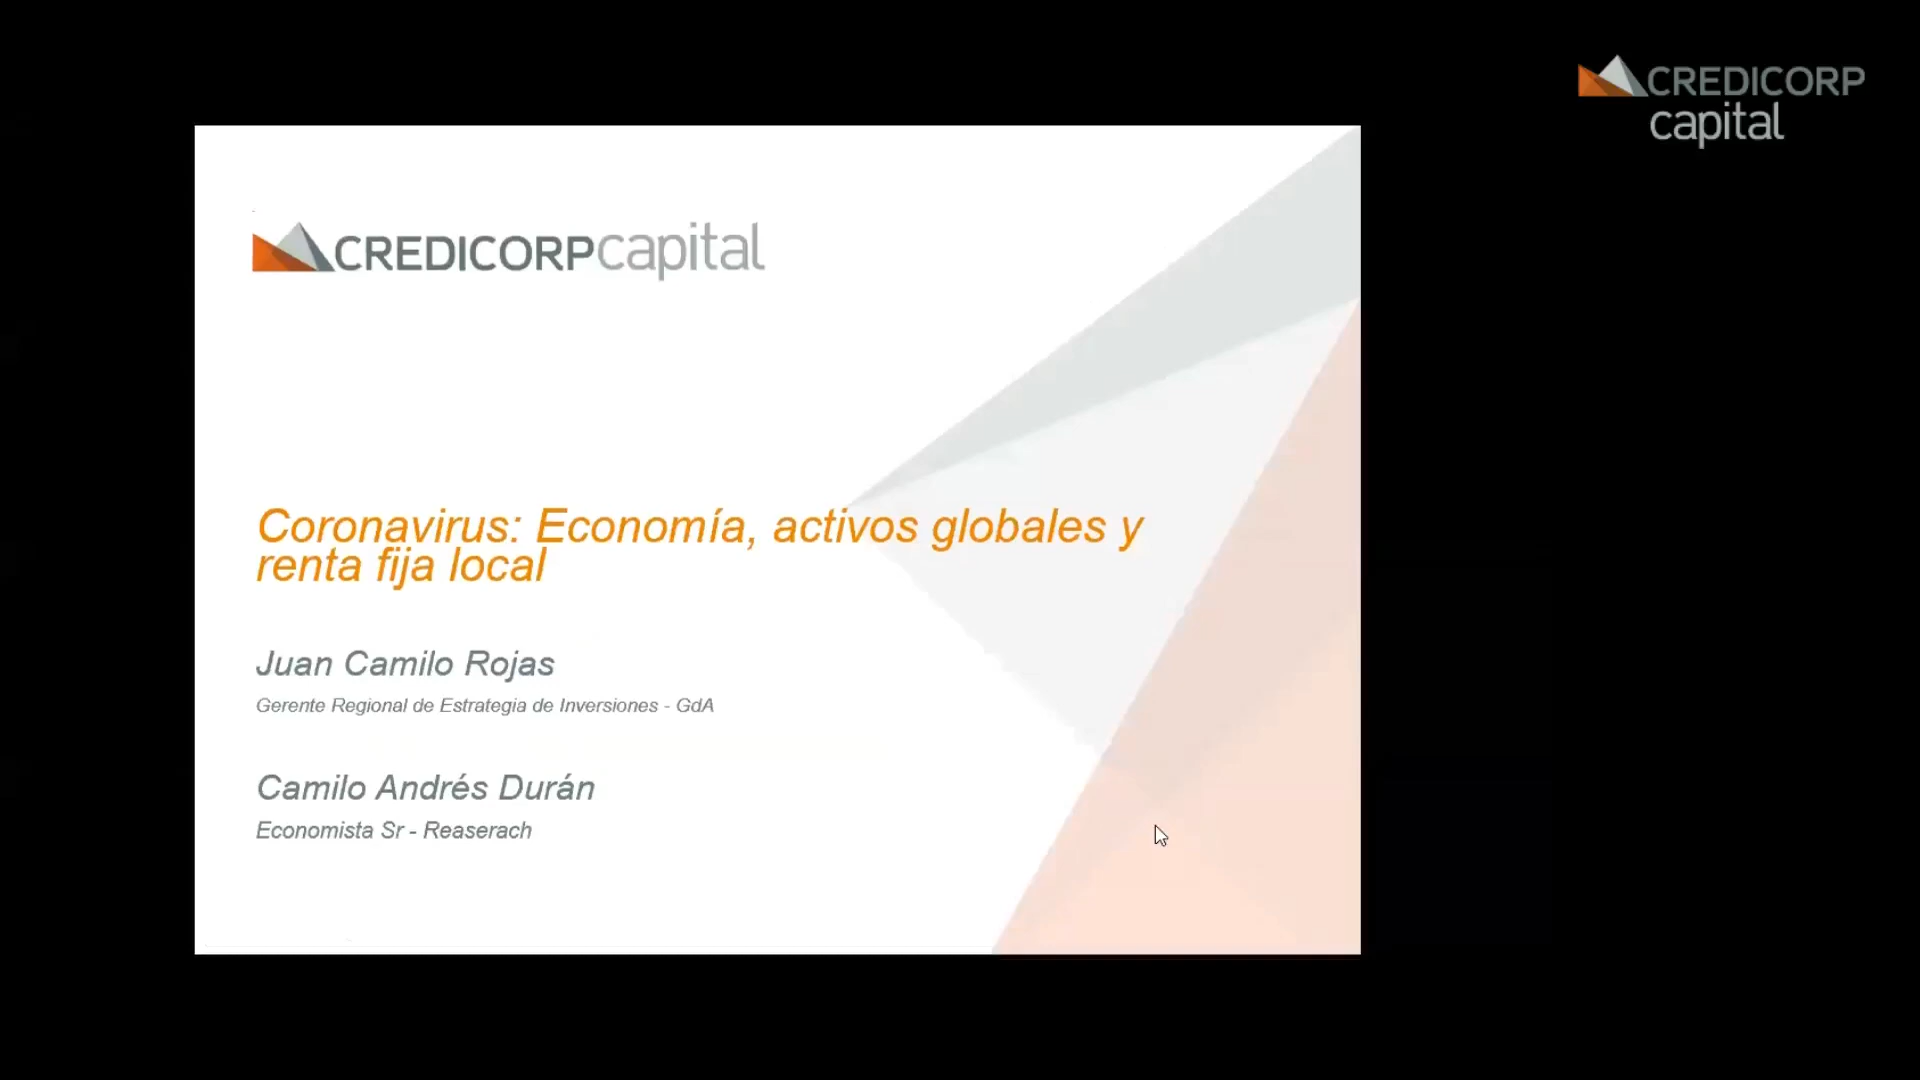 CREDICORP
capital
CREDICORPcapital
Coronavirus: Economía, activos globales y
renta fija local
Juan Camilo Rojas
Gerente Regional de Estrategia de Inversiones - GdA
Camilo Andrés Durán
Economista Sr - Reaserach